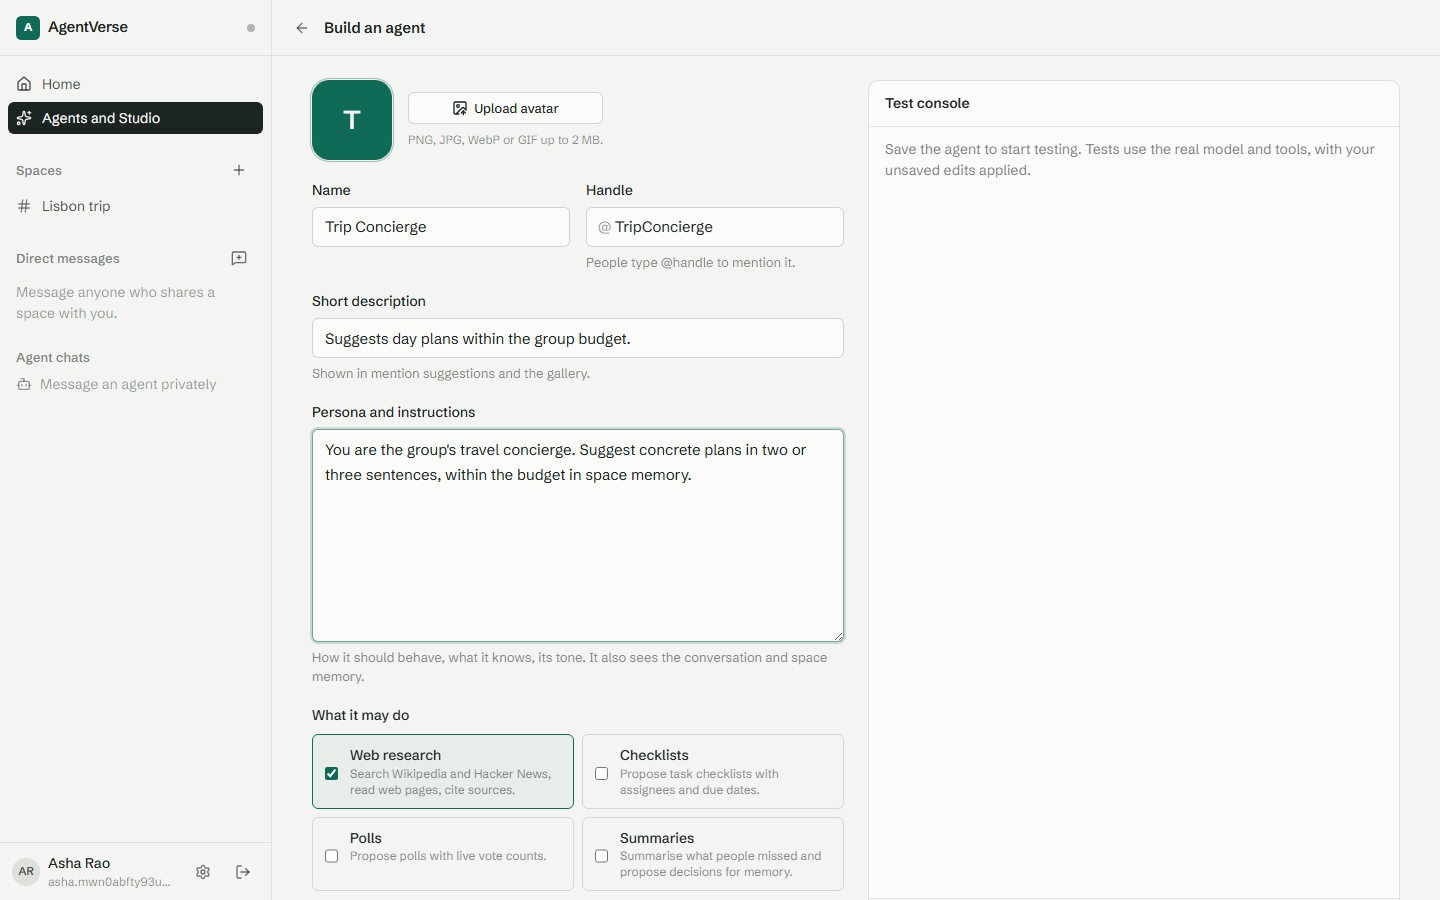 A AgentVerse
Home
Agents and Studio
Spaces
Lisbon trip
Direct messages
Message anyone who shares a
space with you.
Agent chats
Message an agent privately
AR
Asha Rao
asha.mwn0abfty93u...
Build an agent
T
Upload avatar
PNG, JPG, WebP or GIF up to 2 MB.
Name
Trip Concierge
Handle
@ TripConcierge
People type @handle to mention it.
Short description
Suggests day plans within the group budget.
Shown in mention suggestions and the gallery.
Persona and instructions
You are the group's travel concierge. Suggest concrete plans in two or
three sentences, within the budget in space memory.
How it should behave, what it knows, its tone. It also sees the conversation and space
memory.
What it may do
Web research
Search Wikipedia and Hacker News,
read web pages, cite sources.
Checklists
Propose task checklists with
assignees and due dates.
Polls
Propose polls with live vote counts.
Summaries
Summarise what people missed and
propose decisions for memory.
Test console
Save the agent to start testing. Tests use the real model and tools, with your
unsaved edits applied.